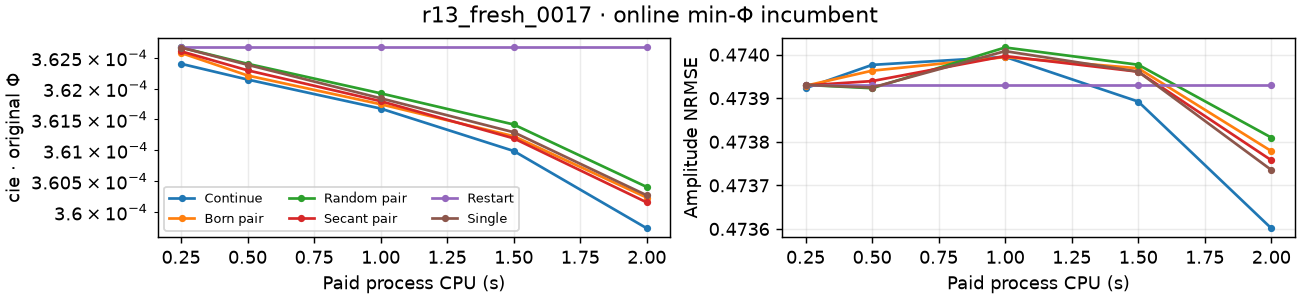 r13_fresh_0017 · online min-Φ incumbent
cie · original Φ
3.625 × 10⁻⁴
3.62 × 10⁻⁴
3.615 × 10⁻⁴
3.61 × 10⁻⁴
3.605 × 10⁻⁴
3.6 × 10⁻⁴
Continue
Born pair
Random pair
Secant pair
Restart
Single
0.25 0.50 0.75 1.00 1.25 1.50 1.75 2.00
Paid process CPU (s)
Amplitude NRMSE
0.4740
0.4739
0.4738
0.4737
0.4736
0.25 0.50 0.75 1.00 1.25 1.50 1.75 2.00
Paid process CPU (s)